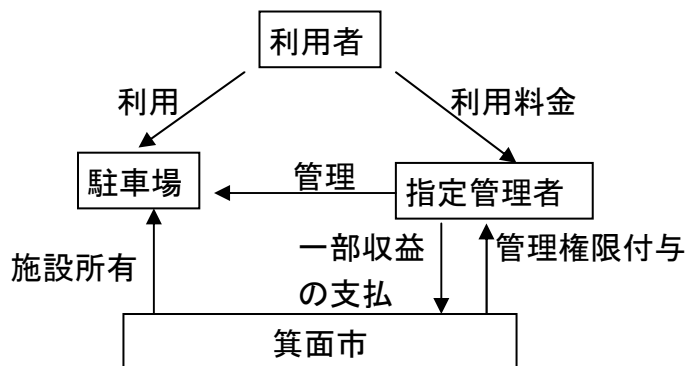 利用者
利用
利用料金
駐車場
管理
指定管理者
施設所有
一部収益
の支払
管理権限付与
箕面市